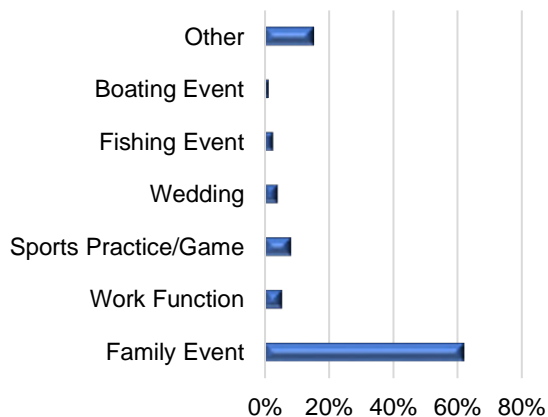 Other
Boating Event
Fishing Event
Wedding
Sports Practice/Game
Work Function
Family Event
0% 20% 40% 60% 80%